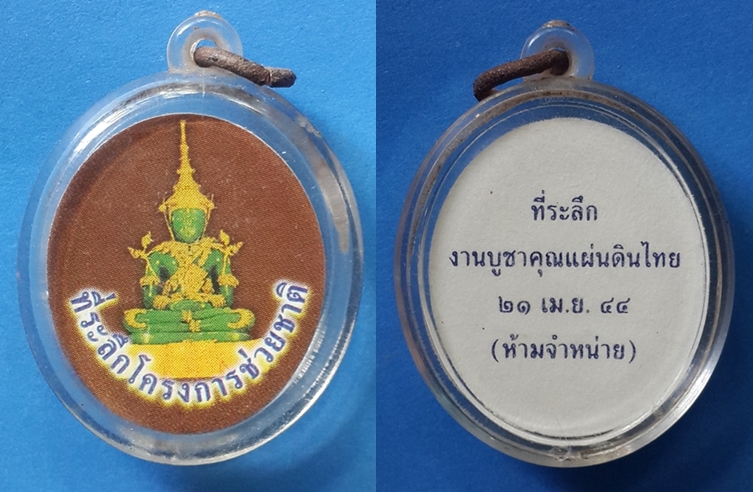 ที่ระลึกโครงการช่วยชาติ
ที่ระลึก
งานบูชาคุณแผ่นดินไทย
๒๑ เม.ย. ๔๔
(ห้ามจำหน่าย)